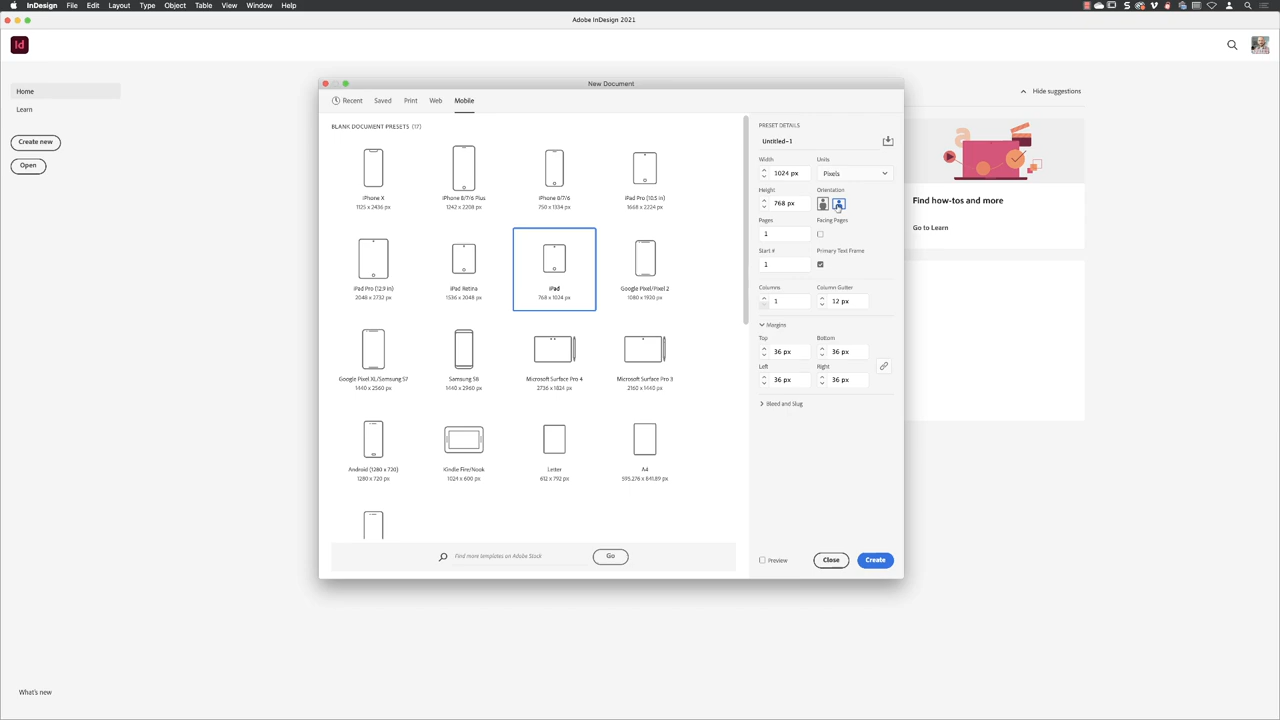 InDesign File Edit Layout Type Object Table View Window Help
Adobe InDesign 2021
Id
Home
Learn
Create new
Open
What's new
Hide suggestions
Find how-tos and more
Go to Learn
New Document
Recent Saved Print Web Mobile
BLANK DOCUMENT PRESETS (17)
iPhone X
1125 x 2436 px
iPhone 8/7/6 Plus
1242 x 2208 px
iPhone 8/7/6
750 x 1334 px
iPad Pro (10.5 in)
1668 x 2224 px
iPad Pro (12.9 in)
2048 x 2732 px
iPad Retina
1536 x 2048 px
iPad
768 x 1024 px
Google Pixel/Pixel 2
1080 x 1920 px
Google Pixel XL/Samsung S7
1440 x 2560 px
Samsung S8
1440 x 2960 px
Microsoft Surface Pro 4
2736 x 1824 px
Microsoft Surface Pro 3
2160 x 1440 px
Android (1280 x 720)
1280 x 720 px
Kindle Fire/Nook
1024 x 600 px
Letter
612 x 792 px
A4
595.276 x 841.89 px
Find more templates on Adobe Stock
Go
PRESET DETAILS
Untitled-1
Width Units
1024 px Pixels
Height Orientation
768 px
Pages Facing Pages
1
Start # Primary Text Frame
1
Columns Column Gutter
1 12 px
Margins
Top Bottom
36 px 36 px
Left Right
36 px 36 px
Bleed and Slug
Preview Close Create